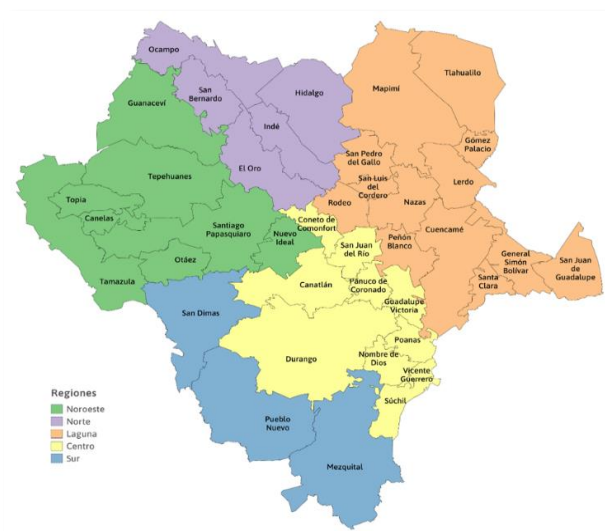 Ocampo
San
Bernardo
Hidalgo
Guanaceví
Indé
El Oro
Mapimí
Tlahualilo
Gómez
Palacio
San Pedro
del Gallo
San Luis
del
Cordero
Lerdo
Rodeo
Nazas
Tepehuanes
Topia
Canelas
Santiago
Papasquiaro
Nuevo
Ideal
Otáez
Tamazula
Coneto de
Comonfort
San Juan
del Río
Peñón
Blanco
Cuencamé
General
Simón
Bolívar
San Juan
de
Guadalupe
Santa
Clara
San Dimas
Canatlán
Pánuco de
Coronado
Guadalupe
Victoria
Poanas
Durango
Nombre de
Dios
Vicente
Guerrero
Súchil
Pueblo
Nuevo
Mezquital
Regiones
Noroeste
Norte
Laguna
Centro
Sur